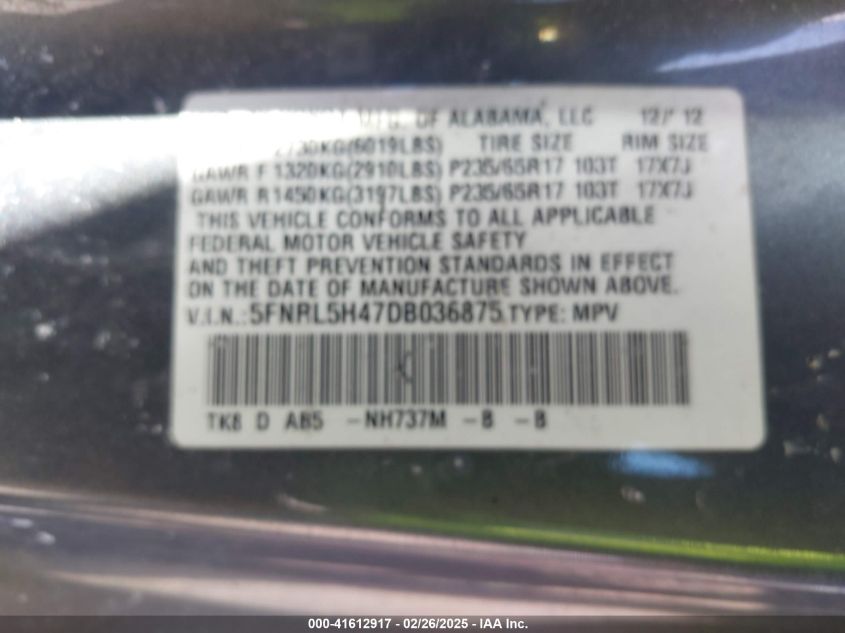 MFG. OF ALABAMA, LLC 12/12
2730KG(6019LBS) TIRE SIZE RIM SIZE
GAWR F 1320KG(2910LBS) P235/65R17 103T 17X7J
GAWR R 1450KG(3197LBS) P235/65R17 103T 17X7J
THIS VEHICLE CONFORMS TO ALL APPLICABLE
FEDERAL MOTOR VEHICLE SAFETY
AND THEFT PREVENTION STANDARDS IN EFFECT
ON THE DATE OF MANUFACTURE SHOWN ABOVE.
V.I.N.: 5FNRL5H47DB036875 TYPE: MPV
TK8 D AB5 -NH737M -B -B
000-41612917 - 02/26/2025 - IAA Inc.